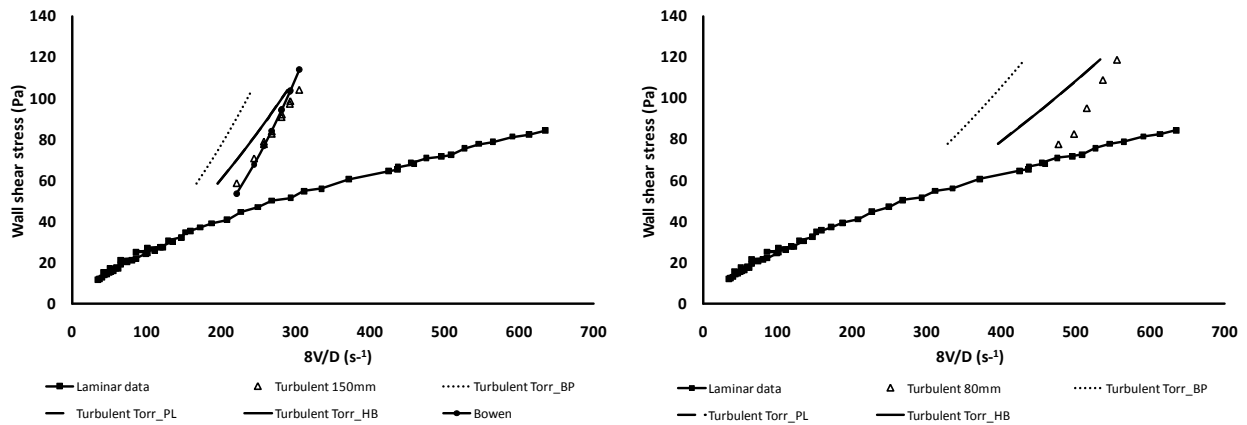 140
120
100
80
60
40
20
0
Wall shear stress (Pa)
0 100 200 300 400 500 600 700
8V/D (s⁻¹)
Laminar data Turbulent 150mm Turbulent Torr_BP
Turbulent Torr_PL Turbulent Torr_HB Bowen
140
120
100
80
60
40
20
0
Wall shear stress (Pa)
0 100 200 300 400 500 600 700
8V/D (s⁻¹)
Laminar data Turbulent 80mm Turbulent Torr_BP
Turbulent Torr_PL Turbulent Torr_HB